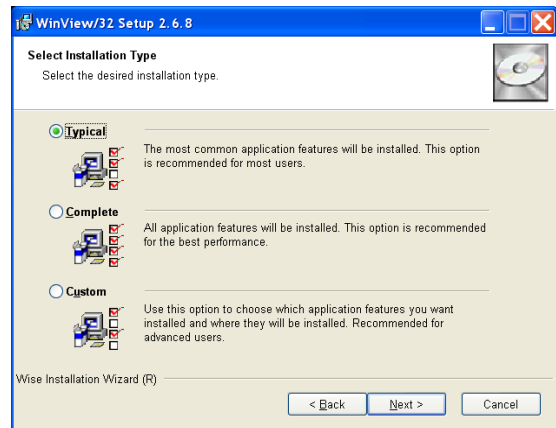 WinView/32 Setup 2.6.8
Select Installation Type
Select the desired installation type.
Typical
The most common application features will be installed. This option
is recommended for most users.
Complete
All application features will be installed. This option is recommended
for the best performance.
Custom
Use this option to choose which application features you want
installed and where they will be installed. Recommended for
advanced users.
Wise Installation Wizard (R)
< Back
Next >
Cancel